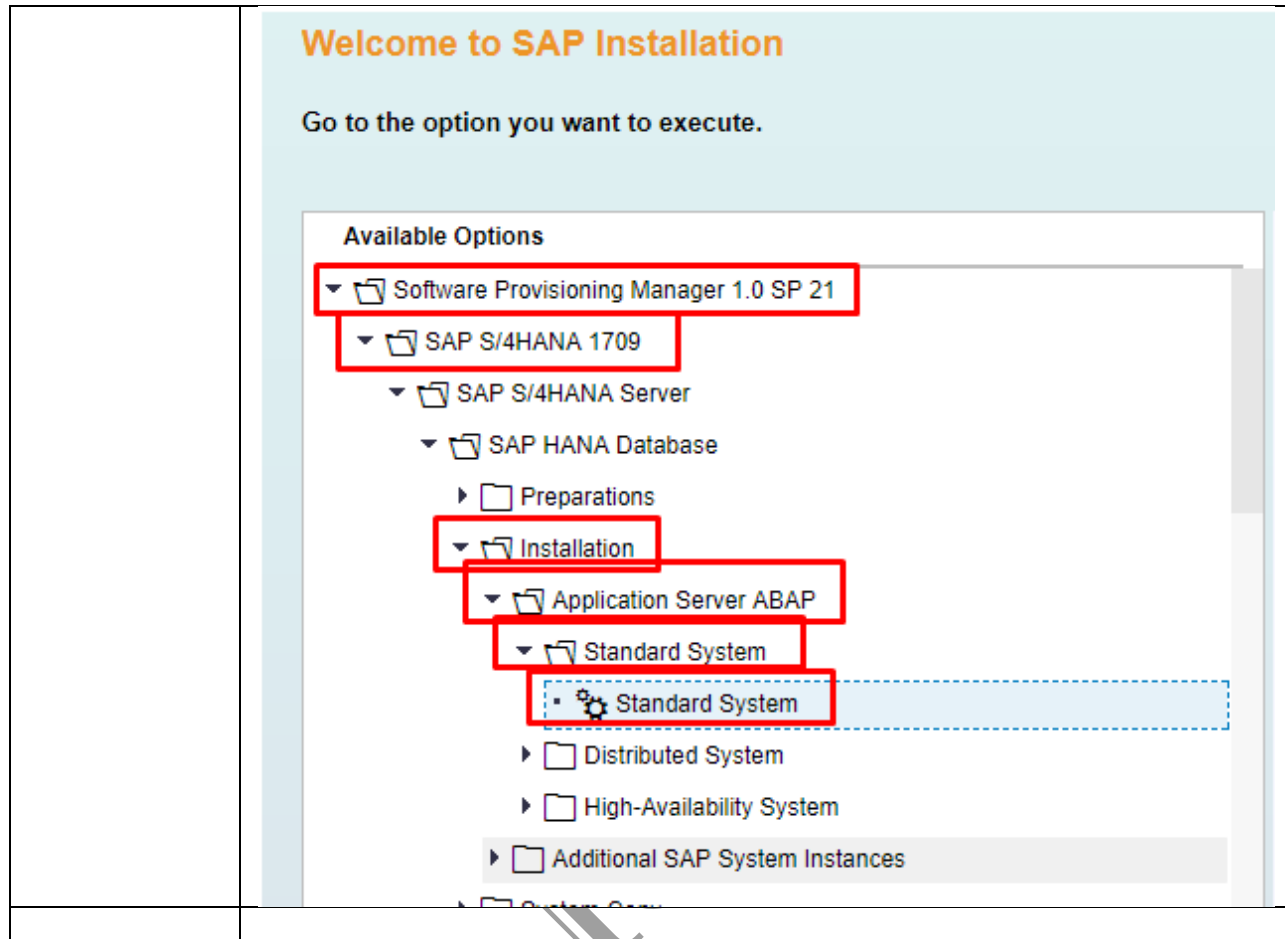 Welcome to SAP Installation
Go to the option you want to execute.
Available Options
Software Provisioning Manager 1.0 SP 21
SAP S/4HANA 1709
SAP S/4HANA Server
SAP HANA Database
Preparations
Installation
Application Server ABAP
Standard System
Standard System
Distributed System
High-Availability System
Additional SAP System Instances